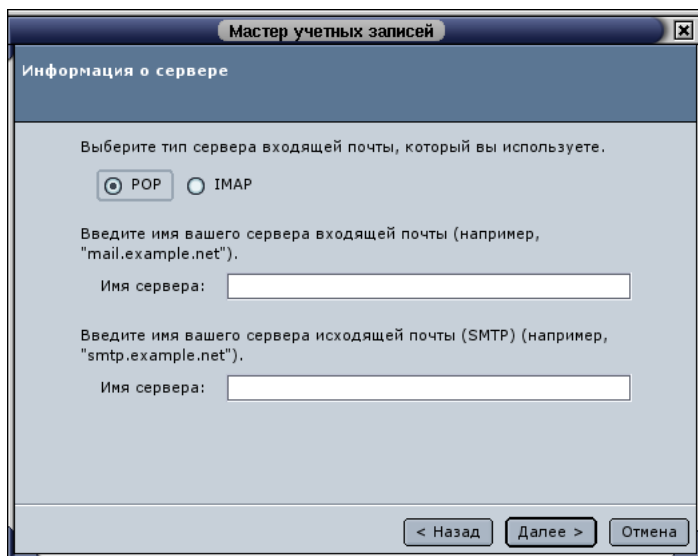 Мастер учетных записей
Информация о сервере
Выберите тип сервера входящей почты, который вы используете.
POP IMAP
Введите имя вашего сервера входящей почты (например,
"mail.example.net").
Имя сервера:
Введите имя вашего сервера исходящей почты (SMTP) (например,
"smtp.example.net").
Имя сервера:
< Назад Далее > Отмена